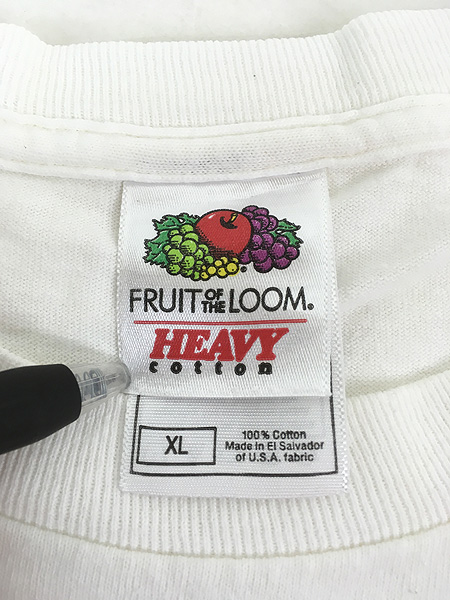 FRUIT OF THE LOOM®
HEAVY
cotton
XL
100% Cotton
Made in El Salvador
of U.S.A. fabric